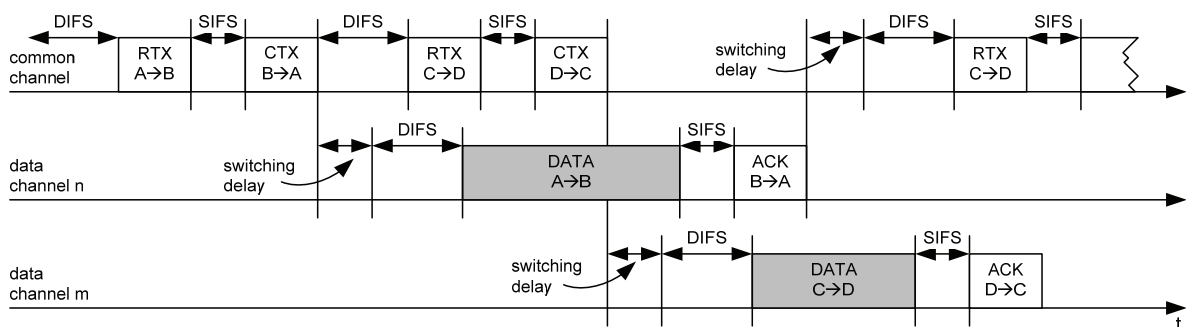 DIFS SIFS DIFS SIFS DIFS SIFS
common
channel
RTX
A→B
CTX
B→A
RTX
C→D
CTX
D→C
switching
delay
RTX
C→D
data
channel n
switching
delay
DIFS
DATA
A→B
SIFS
ACK
B→A
data
channel m
switching
delay
DIFS
DATA
C→D
SIFS
ACK
D→C
t